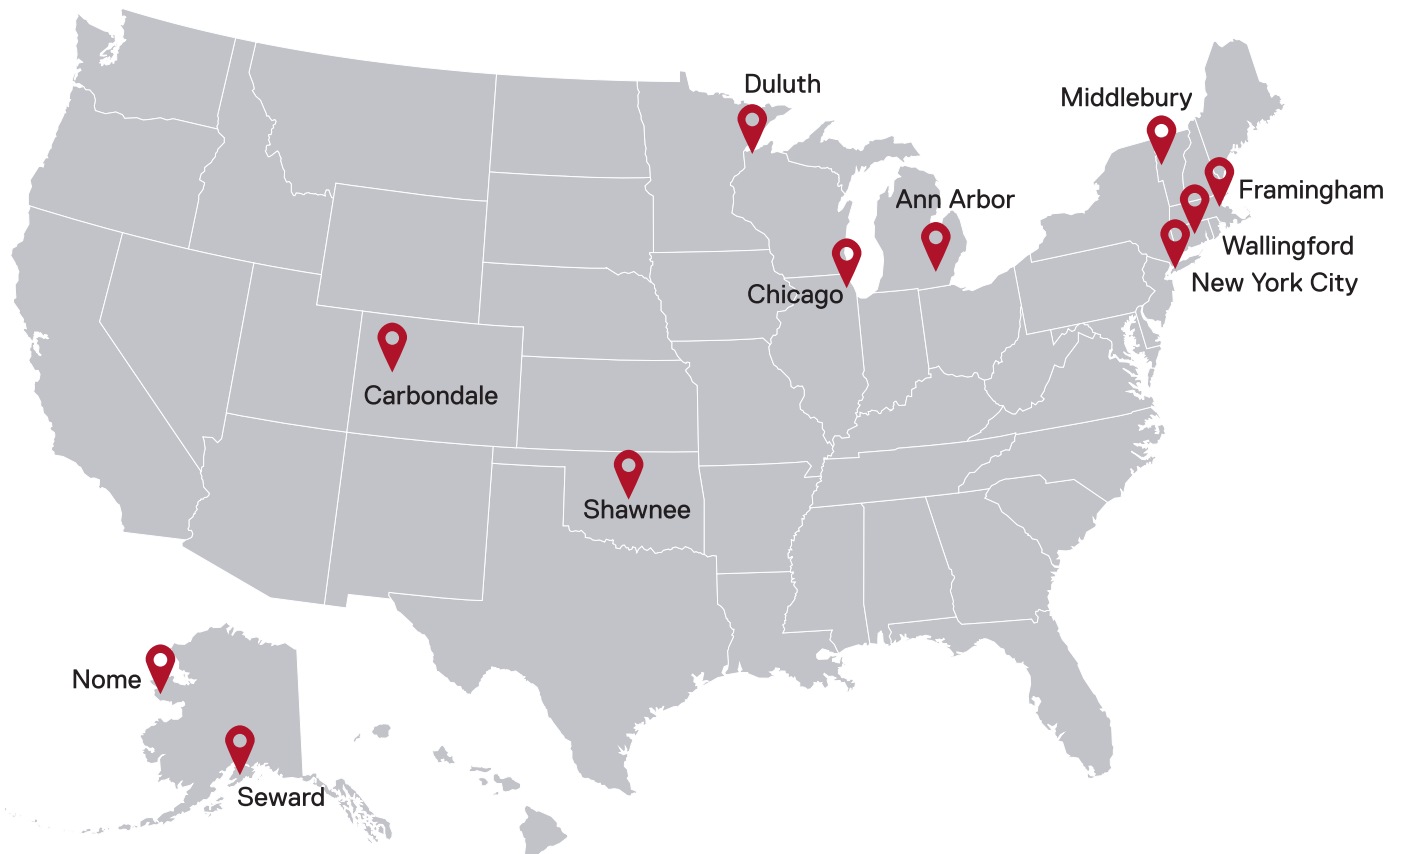 Duluth
Middlebury
Framingham
Ann Arbor
Wallingford
New York City
Chicago
Carbondale
Shawnee
Nome
Seward